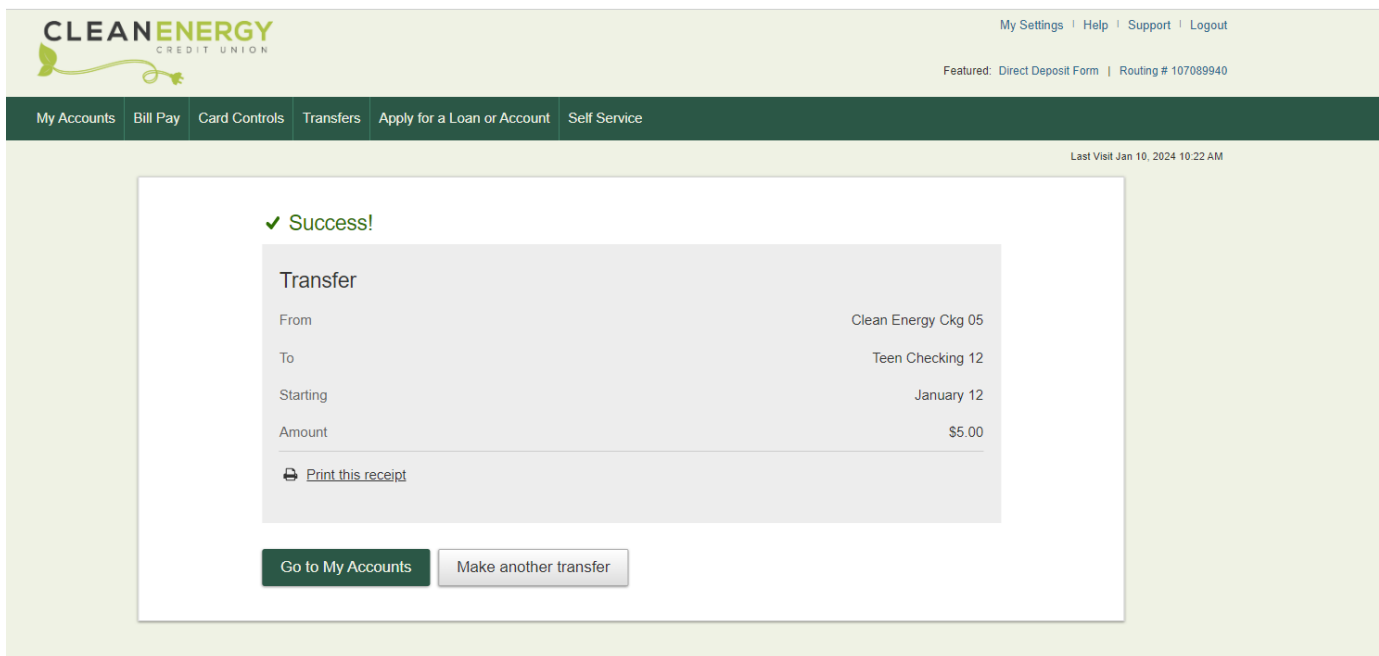 CLEANENERGY
CREDIT UNION
My Settings | Help | Support | Logout
Featured: Direct Deposit Form | Routing # 107089940
My Accounts Bill Pay Card Controls Transfers Apply for a Loan or Account Self Service
Last Visit Jan 10, 2024 10:22 AM
Success!
Transfer
From Clean Energy Ckg 05
To Teen Checking 12
Starting January 12
Amount $5.00
Print this receipt
Go to My Accounts Make another transfer